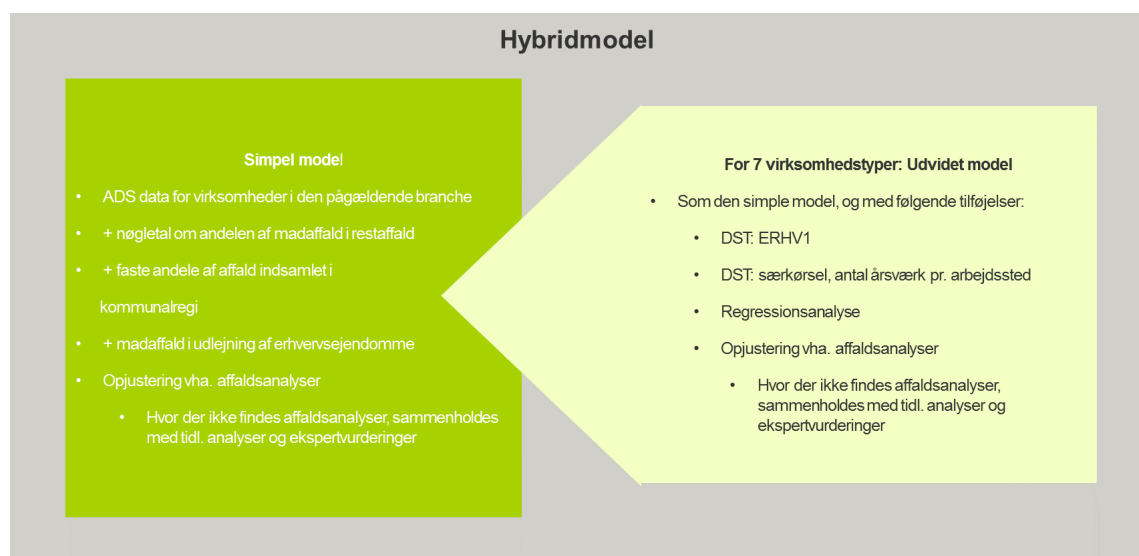 Hybridmodel
Simpel model
• ADS data for virksomheder i den pågældende branche
• + nøgletal om andelen af madaffald i restaffald
• + faste andele af affald indsamlet i
kommunalregi
• + madaffald i udlejning af erhvervsejendomme
• Opjustering vha. affaldsanalyser
• Hvor der ikke findes affaldsanalyser, sammenholdes
med tidl. analyser og ekspertvurderinger
For 7 virksomhedstyper: Udvidet model
• Som den simple model, og med følgende tilføjelser:
• DST: ERHV1
• DST: særkørsel, antal årsværk pr. arbejdssted
• Regressionsanalyse
• Opjustering vha. affaldsanalyser
• Hvor der ikke findes affaldsanalyser,
sammenholdes med tidl. analyser og
ekspertvurderinger